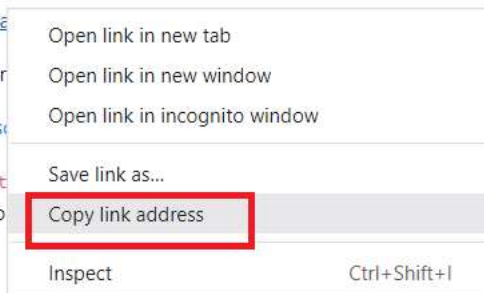 Open link in new tab
Open link in new window
Open link in incognito window
Save link as...
Copy link address
Inspect Ctrl+Shift+I